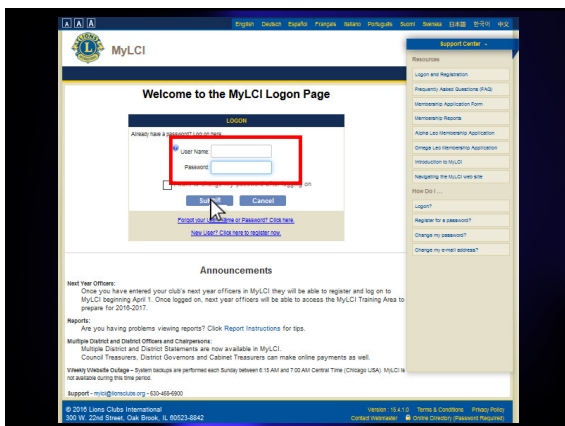 A A A
English Deutsch Español Français Italiano Português Suomi Svenska 日本語 한국어 中文
MyLCI
Support Center
Resources
Logon and Registration
Frequently Asked Questions (FAQ)
Membership Application Form
Membership Reports
Alpha Leo Membership Application
Omega Leo Membership Application
Introduction to MyLCI
Navigating the MyLCI web site
How Do I ...
Logon?
Register for a password?
Change my password?
Change my e-mail address?
Welcome to the MyLCI Logon Page
LOGON
Already have a password? Log on here.
User Name:
Password:
I want to change my password after logging on
Submit Cancel
Forgot your User Name or Password? Click here.
New User? Click here to register now.
Announcements
Next Year Officers:
Once you have entered your club's next year officers in MyLCI they will be able to register and log on to
MyLCI beginning April 1. Once logged on, next year officers will be able to access the MyLCI Training Area to
prepare for 2016-2017.
Reports:
Are you having problems viewing reports? Click Report Instructions for tips.
Multiple District and District Officers and Chairpersons:
Multiple District and District Statements are now available in MyLCI.
Council Treasurers, District Governors and Cabinet Treasurers can make online payments as well.
Weekly Website Outage – System backups are performed each Sunday between 6:15 AM and 7:00 AM Central Time (Chicago USA). MyLCI is
not available during this time period.
Support - mylci@lionsclubs.org - 630-468-6900
© 2016 Lions Clubs International
300 W. 22nd Street, Oak Brook, IL 60523-8842
Version : 15.4.1.0 Terms & Conditions Privacy Policy
Contact Webmaster Online Directory (Password Required)